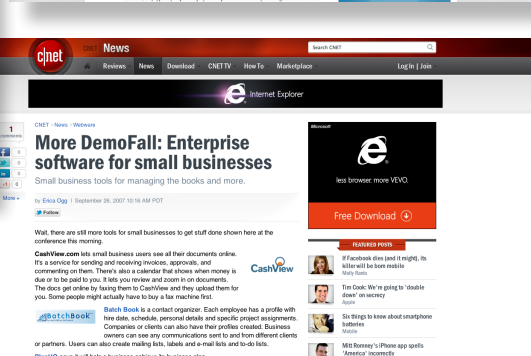 c|net
CNET News
Search CNET
Reviews News Download CNET TV How To Marketplace Log In | Join
Internet Explorer
CNET › News › Webware
1
comments
More DemoFall: Enterprise
software for small businesses
Small business tools for managing the books and more.
by Erica Ogg | September 26, 2007 10:16 AM PDT
Follow
0
0
0
+1 0
More +
Wait, there are still more tools for small businesses to get stuff done shown here at the
conference this morning.
CashView.com lets small business users see all their documents online.
It's a service for sending and receiving invoices, approvals, and
commenting on them. There's also a calendar that shows when money is
due or to be paid to you. It lets you review and zoom in on documents.
The docs get online by faxing them to CashView and they upload them for
you. Some people might actually have to buy a fax machine first.
CashView
BatchBook
Batch Book is a contact organizer. Each employee has a profile with
hire date, schedule, personal details and specific project assignments.
Companies or clients can also have their profiles created. Business
owners can see any communications sent to and from different clients
or partners. Users can also create mailing lists, labels and e-mail lists and to-do lists.
Microsoft
e
less browser. more VEVO.
Free Download
FEATURED POSTS
If Facebook dies (and it might), its
killer will be born mobile
Molly Rants
Tim Cook: We're going to 'double
down' on secrecy
Apple
Six things to know about smartphone
batteries
Mobile
Mitt Romney's iPhone app spells
'America' incorrectly